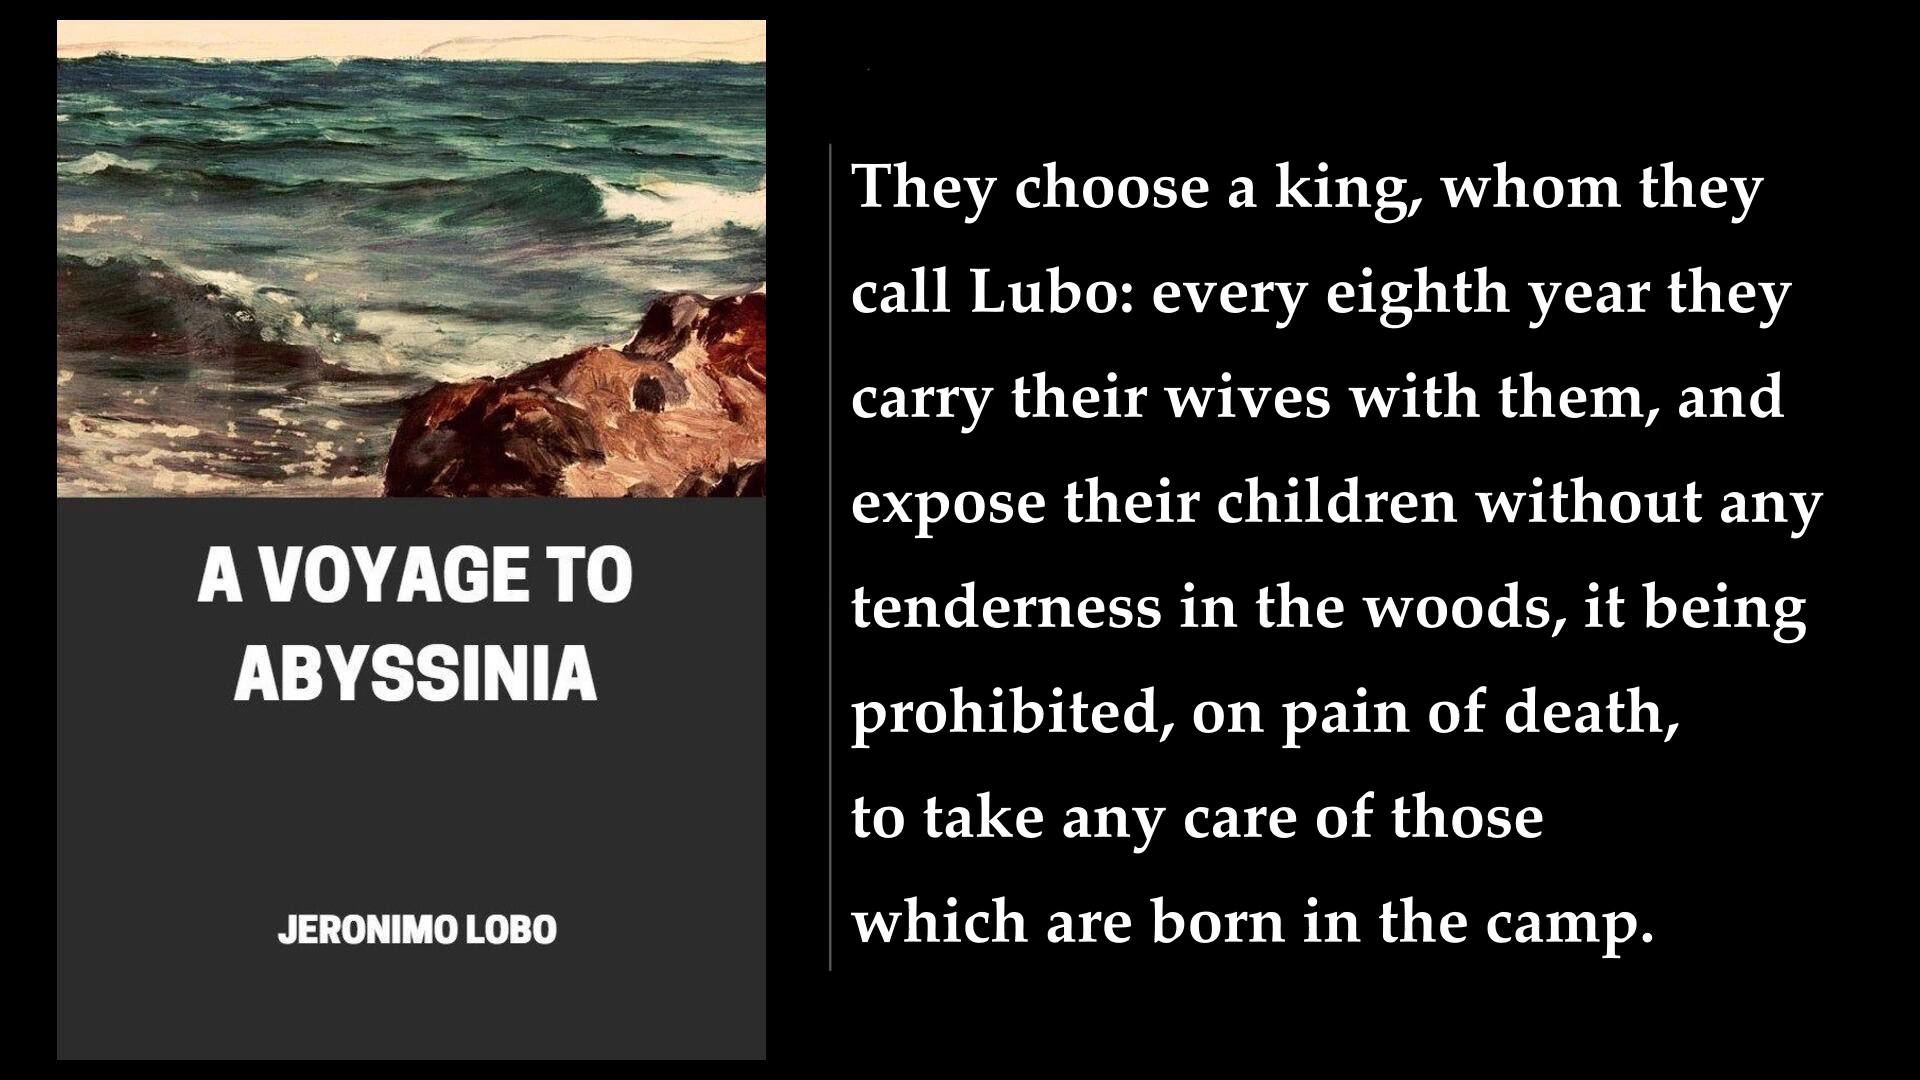 A VOYAGE TO
ABYSSINIA
JERONIMO LOBO
They choose a king, whom they
call Lubo: every eighth year they
carry their wives with them, and
expose their children without any
tenderness in the woods, it being
prohibited, on pain of death,
to take any care of those
which are born in the camp.